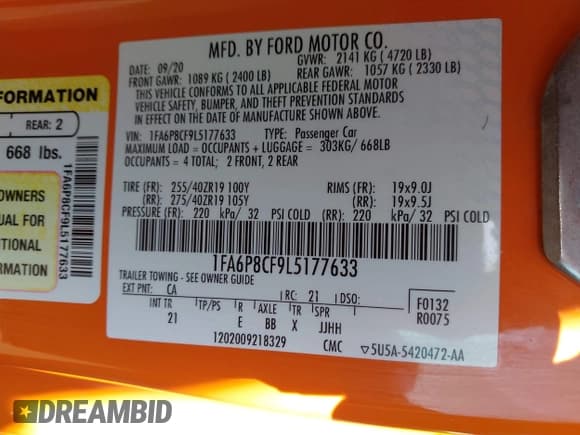 FORMATION
REAR: 2
668 lbs.
OWNERS
NUAL FOR
ITIONAL
MATION
1FA6P8CF9L5177633
MFD. BY FORD MOTOR CO.
DATE: 09/20 GVWR: 2141 KG ( 4720 LB)
FRONT GAWR: 1089 KG ( 2400 LB) REAR GAWR: 1057 KG ( 2330 LB)
THIS VEHICLE CONFORMS TO ALL APPLICABLE FEDERAL MOTOR
VEHICLE SAFETY, BUMPER, AND THEFT PREVENTION STANDARDS
IN EFFECT ON THE DATE OF MANUFACTURE SHOWN ABOVE.
VIN: 1FA6P8CF9L5177633 TYPE: Passenger Car
MAXIMUM LOAD = OCCUPANTS + LUGGAGE = 303KG/ 668LB
OCCUPANTS = 4 TOTAL; 2 FRONT, 2 REAR
TIRE (FR): 255/40ZR19 100Y RIMS (FR): 19x9.0J
(RR): 275/40ZR19 105Y (RR): 19x9.5J
PRESSURE (FR): 220 kPa/ 32 PSI COLD (RR): 220 kPa/ 32 PSI COLD
1FA6P8CF9L5177633
TRAILER TOWING - SEE OWNER GUIDE
EXT PNT: CA RC: 21 DSO:
INT TR TP/PS R AXLE TR SPR
21 E BB X JJHH
F0132
R0075
1202009218329 CMC 5U5A-5420472-AA
DREAMBID